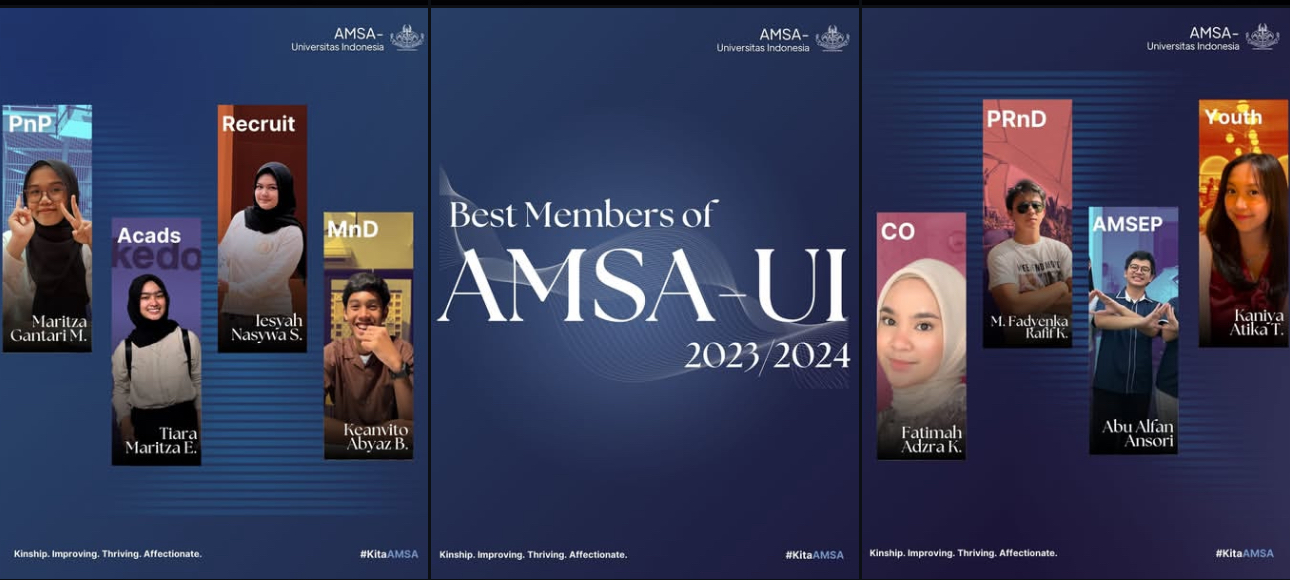 AMSA-
Universitas Indonesia
PnP
Maritza
Gantari M.
Acads
kedo
Tiara
Maritza E.
Recruit
Iesyah
Nasywa S.
MnD
Keanvito
Abyaz B.
Kinship. Improving. Thriving. Affectionate.
#KitaAMSA
AMSA-
Universitas Indonesia
Best Members of
AMSA-UI
2023/2024
Kinship. Improving. Thriving. Affectionate.
#KitaAMSA
AMSA-
Universitas Indonesia
CO
Fatimah
Adzra K.
PRnD
M. Fadvenka
Rafif K.
AMSEP
Abu Alfan
Ansori
Youth
Kaniya
Atika T.
Kinship. Improving. Thriving. Affectionate.
#KitaAMSA